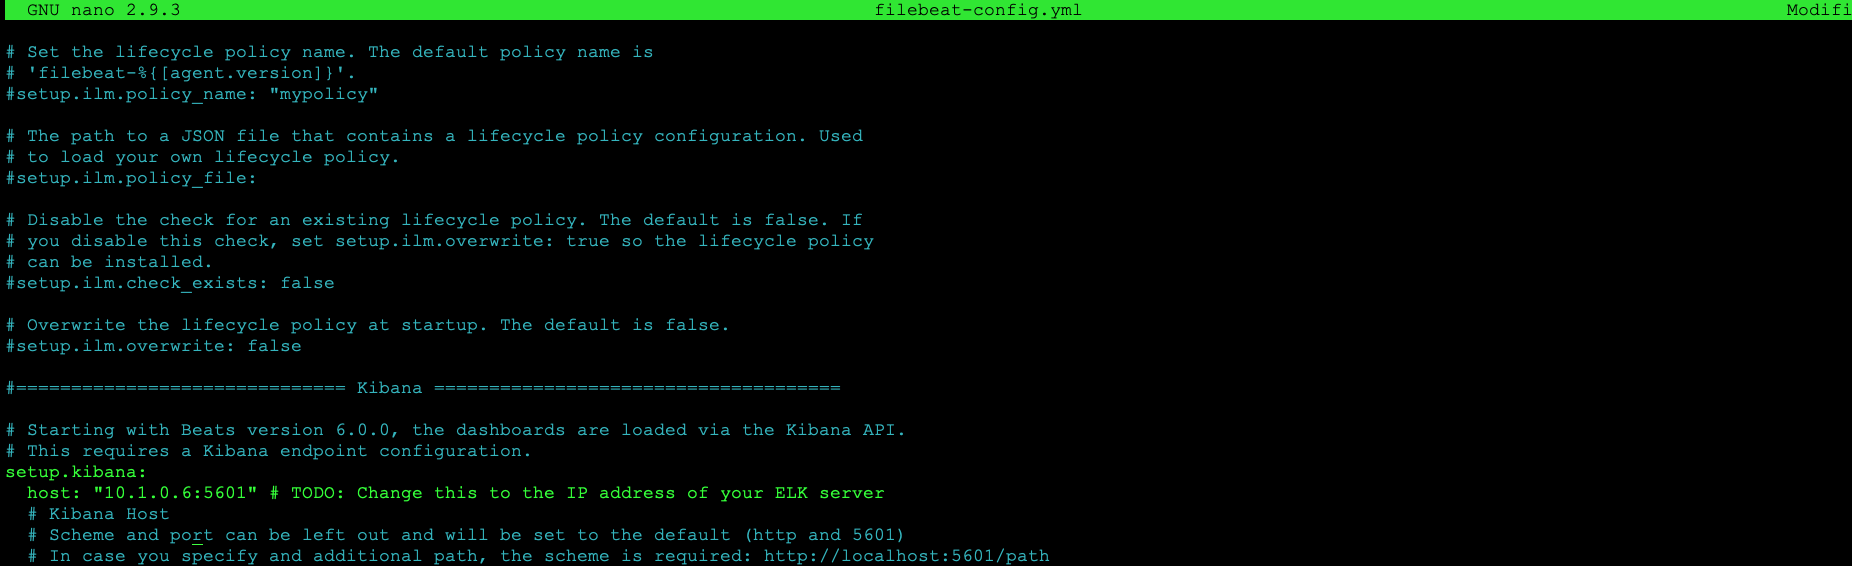 GNU nano 2.9.3 filebeat-config.yml Modifi
# Set the lifecycle policy name. The default policy name is
# 'filebeat-%{[agent.version]}'.
#setup.ilm.policy_name: "mypolicy"
# The path to a JSON file that contains a lifecycle policy configuration. Used
# to load your own lifecycle policy.
#setup.ilm.policy_file:
# Disable the check for an existing lifecycle policy. The default is false. If
# you disable this check, set setup.ilm.overwrite: true so the lifecycle policy
# can be installed.
#setup.ilm.check_exists: false
# Overwrite the lifecycle policy at startup. The default is false.
#setup.ilm.overwrite: false
#============================== Kibana =====================================
# Starting with Beats version 6.0.0, the dashboards are loaded via the Kibana API.
# This requires a Kibana endpoint configuration.
setup.kibana:
host: "10.1.0.6:5601" # TODO: Change this to the IP address of your ELK server
# Kibana Host
# Scheme and port can be left out and will be set to the default (http and 5601)
# In case you specify and additional path, the scheme is required: http://localhost:5601/path